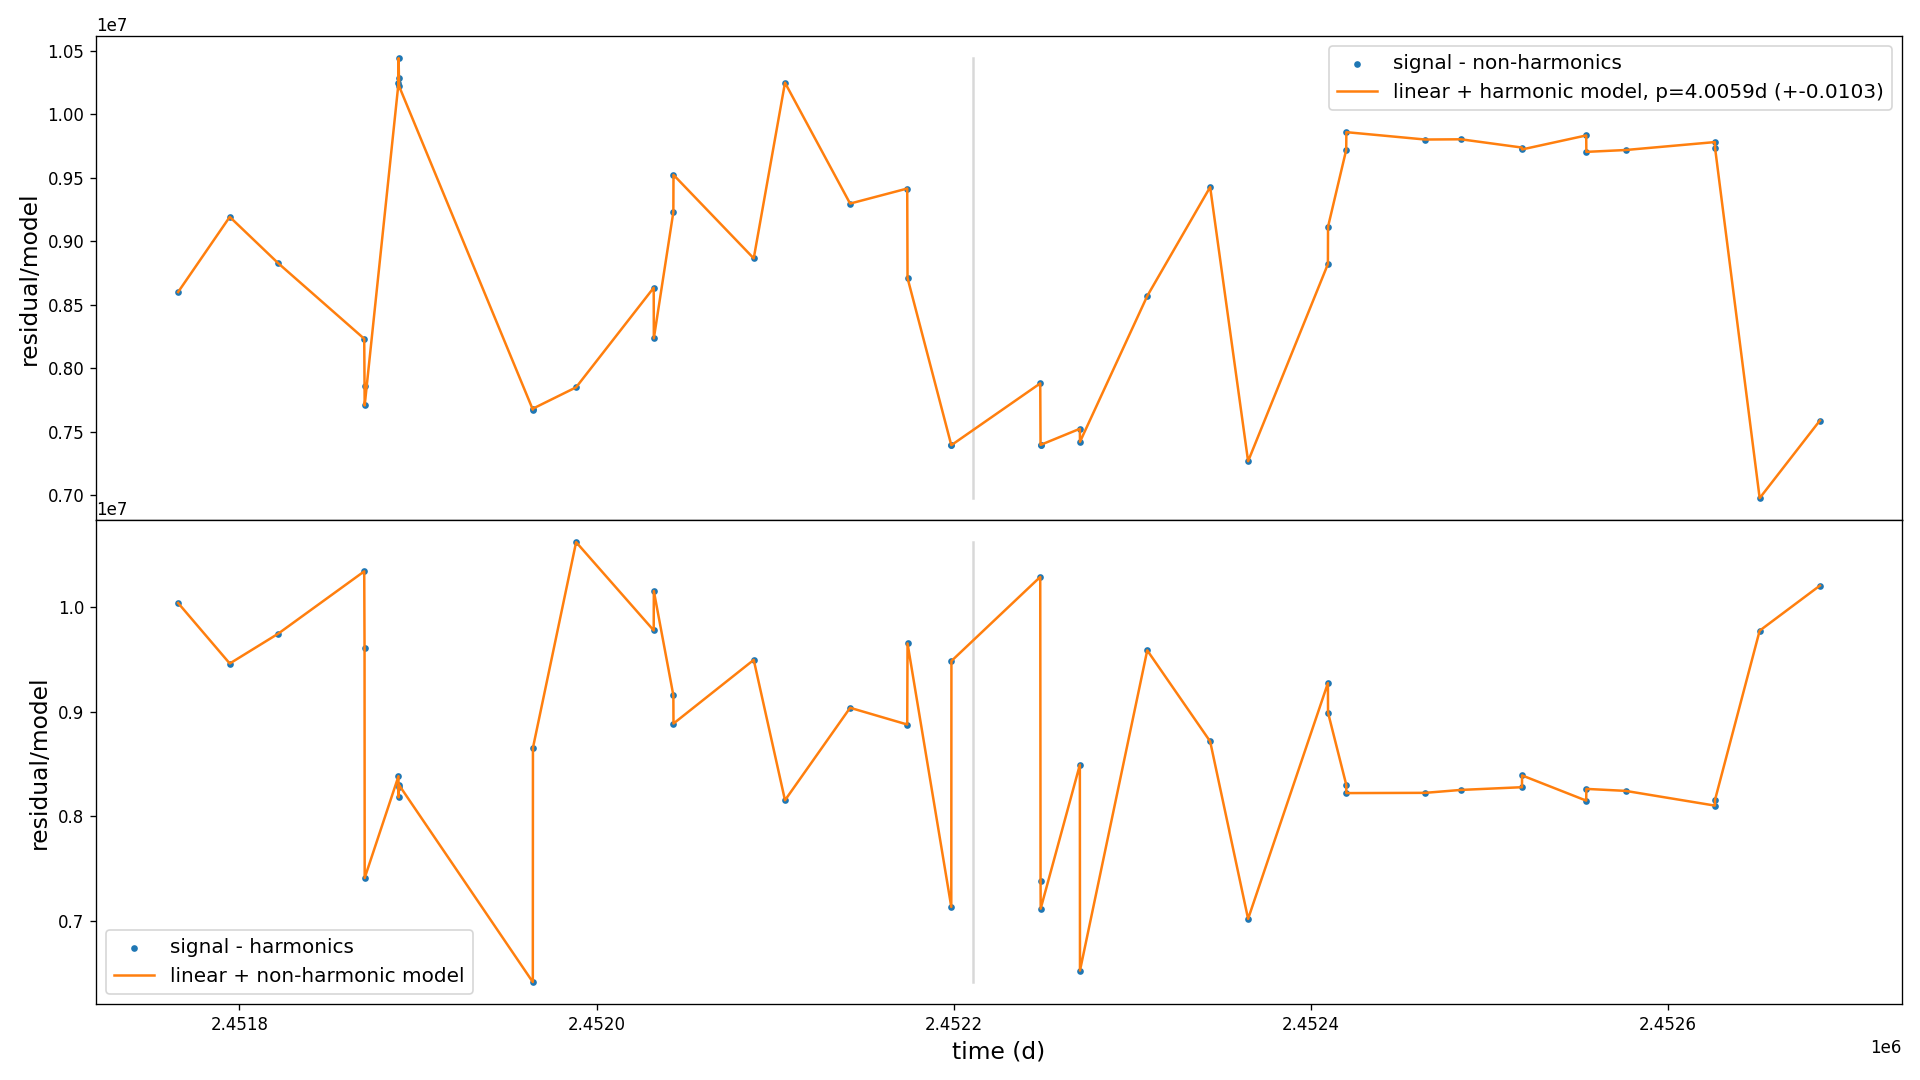 1e7
1.05
1.00
0.95
0.90
0.85
0.80
0.75
0.70
residual/model
signal - non-harmonics
linear + harmonic model, p=4.0059d (+-0.0103)
1e7
1.0
0.9
0.8
0.7
residual/model
signal - harmonics
linear + non-harmonic model
2.4518 2.4520 2.4522 2.4524 2.4526
time (d)
1e6